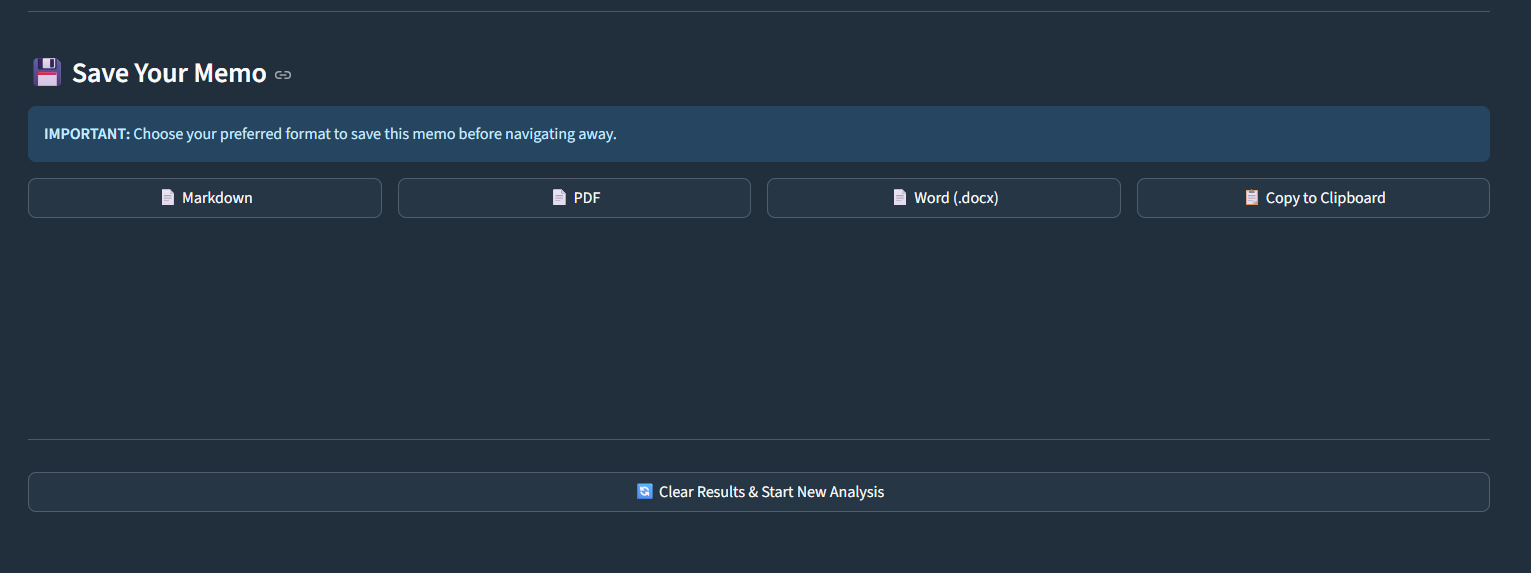 Save Your Memo
IMPORTANT: Choose your preferred format to save this memo before navigating away.
Markdown
PDF
Word (.docx)
Copy to Clipboard
Clear Results & Start New Analysis